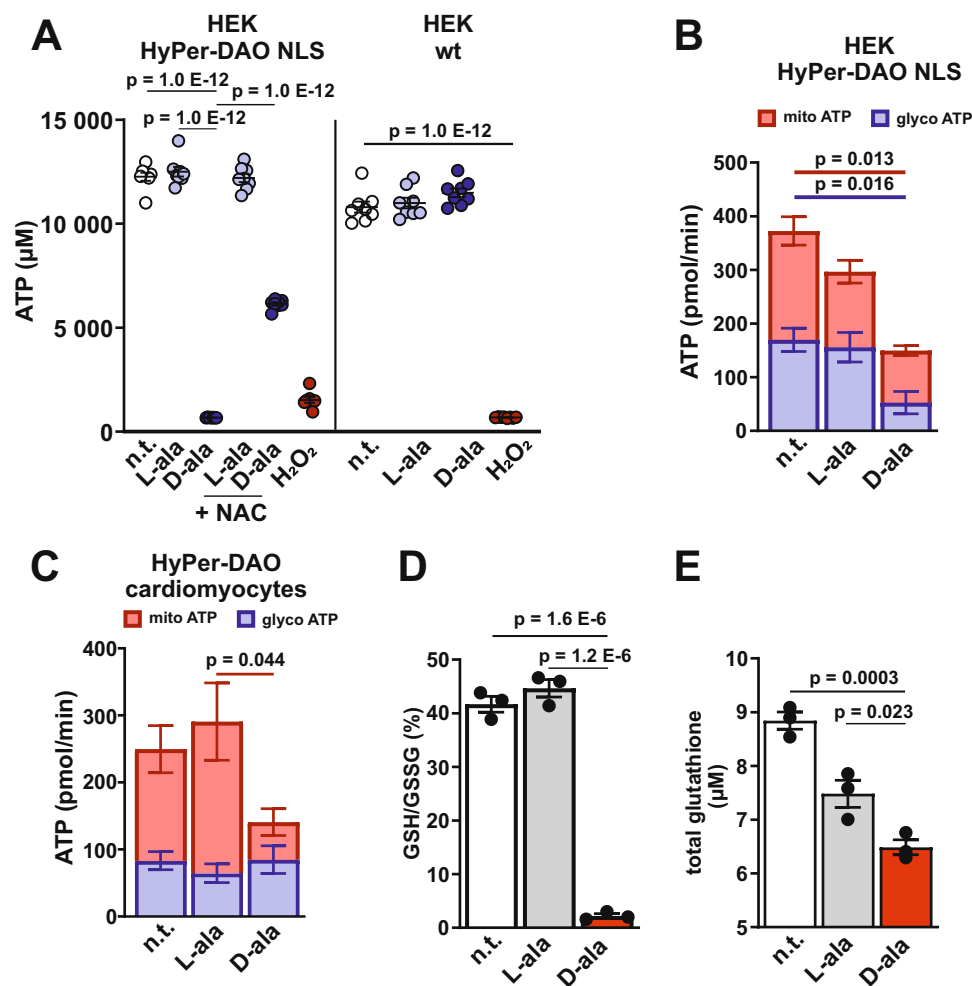 A
HEK
HyPer-DAO NLS
HEK
wt
p = 1.0 E-12
p = 1.0 E-12
p = 1.0 E-12
p = 1.0 E-12
15 000
10 000
5 000
0
ATP (µM)
n.t.
L-ala
D-ala
L-ala
D-ala
H₂O₂
+ NAC
n.t.
L-ala
D-ala
H₂O₂
B
HEK
HyPer-DAO NLS
mito ATP
glyco ATP
p = 0.013
p = 0.016
500
400
300
200
100
0
ATP (pmol/min)
n.t.
L-ala
D-ala
C
HyPer-DAO
cardiomyocytes
mito ATP
glyco ATP
p = 0.044
400
300
200
100
0
ATP (pmol/min)
n.t.
L-ala
D-ala
D
p = 1.6 E-6
p = 1.2 E-6
50
40
20
0
GSH/GSSG (%)
n.t.
L-ala
D-ala
E
p = 0.0003
p = 0.023
9
8
7
6
5
total glutathione
(µM)
n.t.
L-ala
D-ala